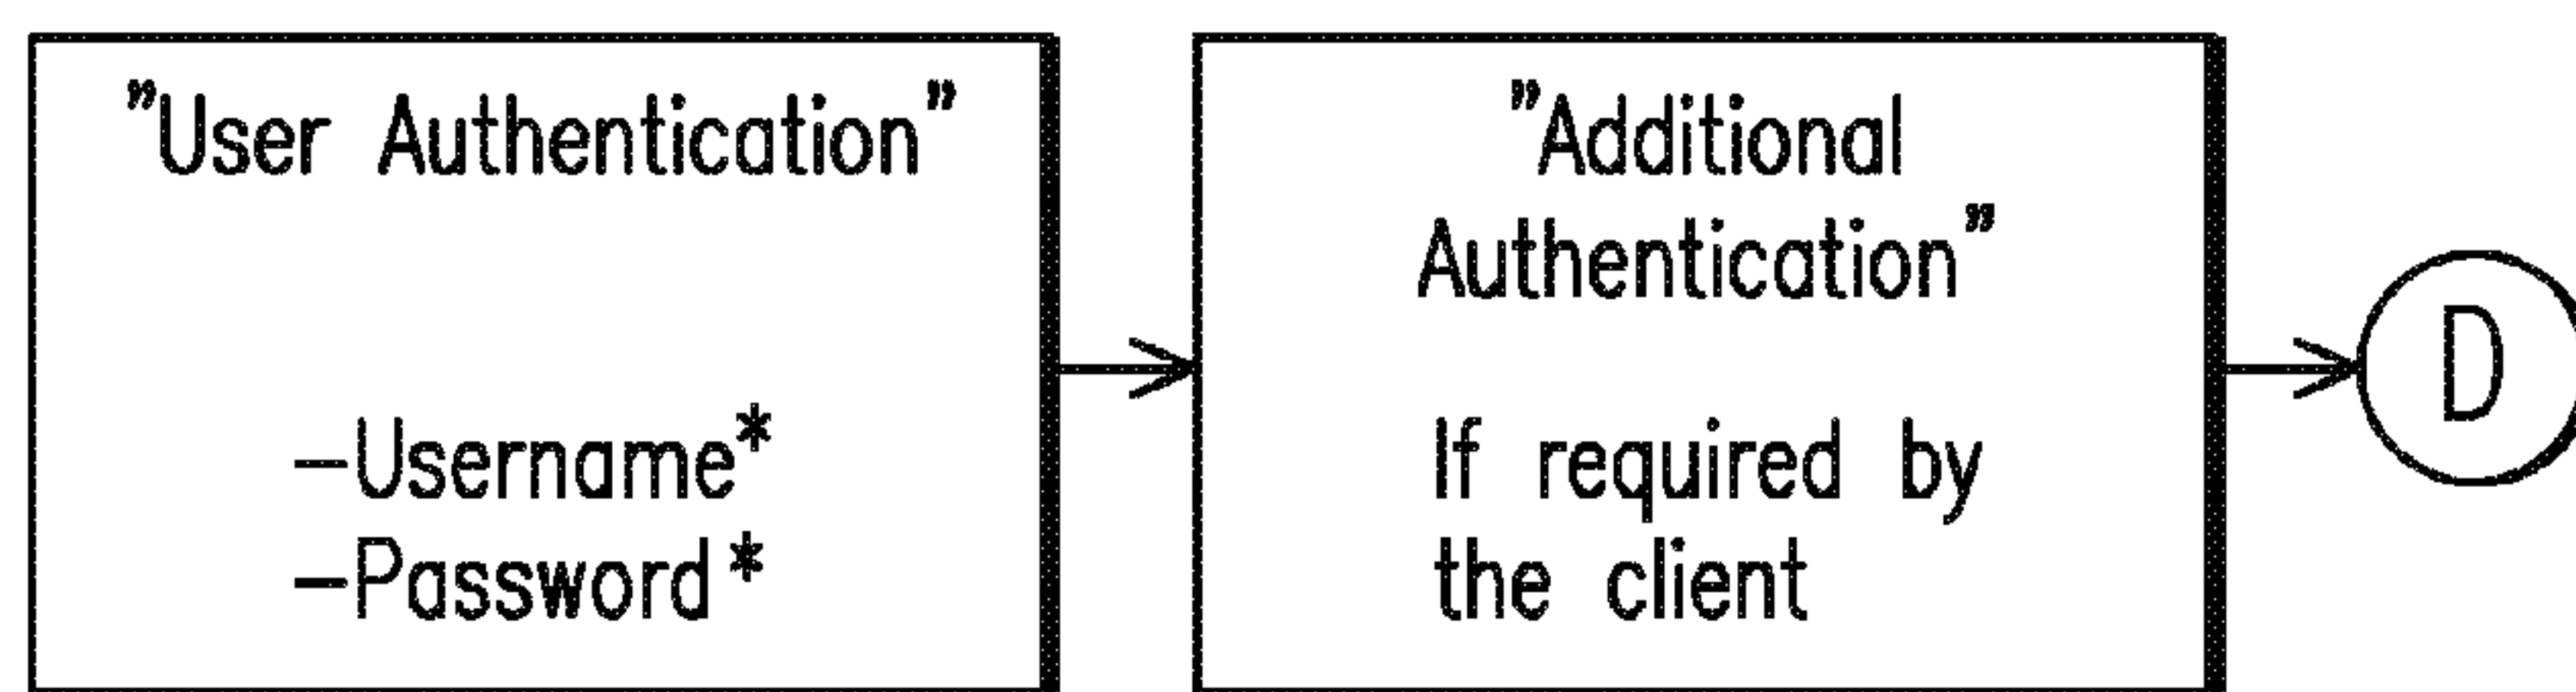 "User Authentication"
-Username*
-Password*
"Additional
Authentication"
If required by
the client
D